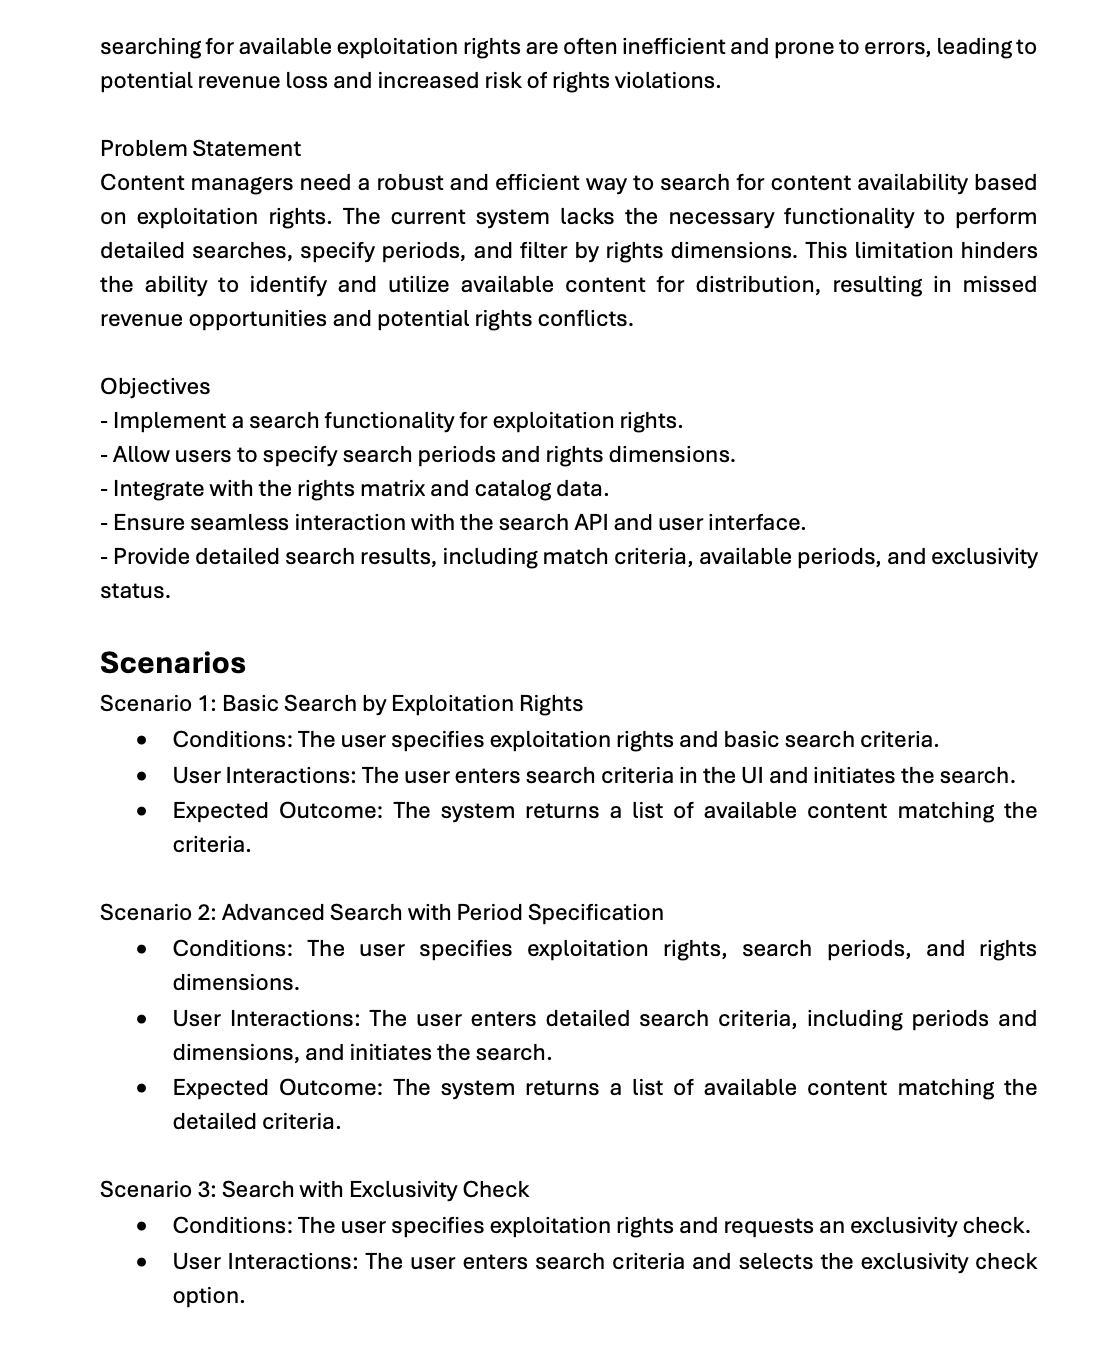 searching for available exploitation rights are often inefficient and prone to errors, leading to
potential revenue loss and increased risk of rights violations.
Problem Statement
Content managers need a robust and efficient way to search for content availability based
on exploitation rights. The current system lacks the necessary functionality to perform
detailed searches, specify periods, and filter by rights dimensions. This limitation hinders
the ability to identify and utilize available content for distribution, resulting in missed
revenue opportunities and potential rights conflicts.
Objectives
- Implement a search functionality for exploitation rights.
- Allow users to specify search periods and rights dimensions.
- Integrate with the rights matrix and catalog data.
- Ensure seamless interaction with the search API and user interface.
- Provide detailed search results, including match criteria, available periods, and exclusivity
status.
Scenarios
Scenario 1: Basic Search by Exploitation Rights
• Conditions: The user specifies exploitation rights and basic search criteria.
• User Interactions: The user enters search criteria in the UI and initiates the search.
• Expected Outcome: The system returns a list of available content matching the
criteria.
Scenario 2: Advanced Search with Period Specification
• Conditions: The user specifies exploitation rights, search periods, and rights
dimensions.
• User Interactions: The user enters detailed search criteria, including periods and
dimensions, and initiates the search.
• Expected Outcome: The system returns a list of available content matching the
detailed criteria.
Scenario 3: Search with Exclusivity Check
• Conditions: The user specifies exploitation rights and requests an exclusivity check.
• User Interactions: The user enters search criteria and selects the exclusivity check
option.